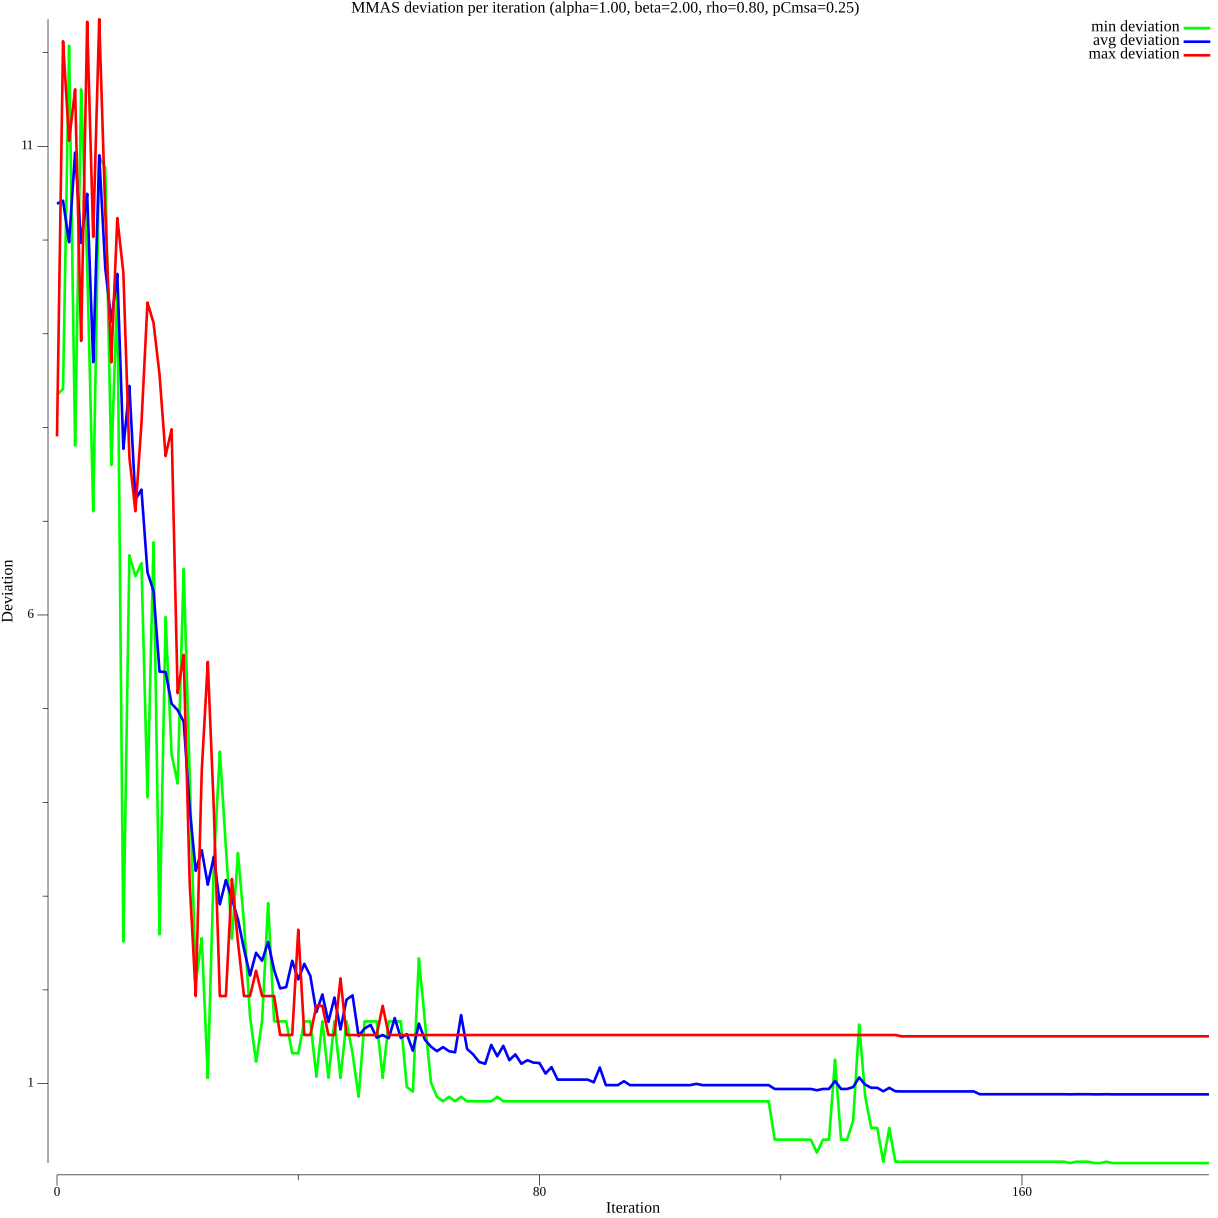 MMAS deviation per iteration (alpha=1.00, beta=2.00, rho=0.80, pCmsa=0.25)
min deviation
avg deviation
max deviation
11
6
1
Deviation
0
80
160
Iteration